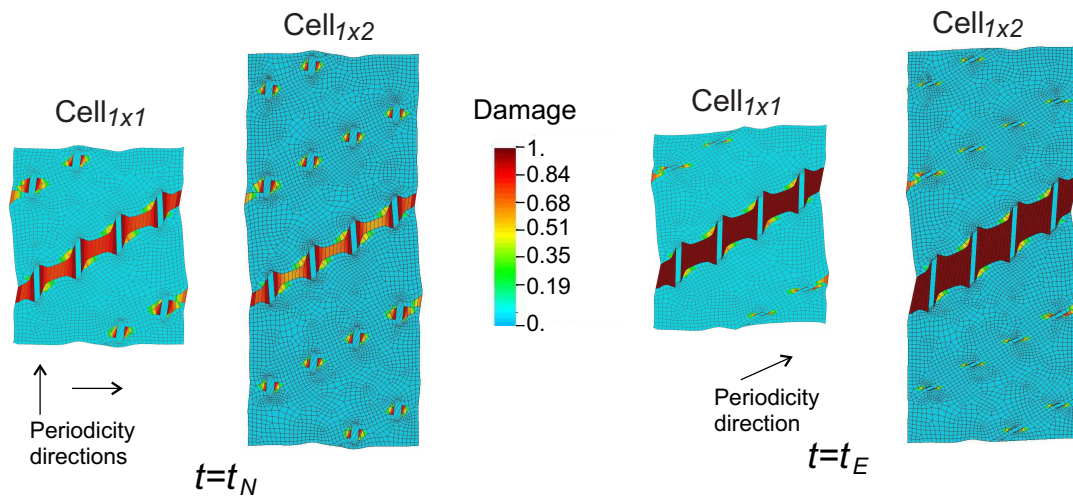 Cell1x2
Cell1x1
Periodicity
directions
t=tN
Damage
1.
0.84
0.68
0.51
0.35
0.19
0.
Cell1x2
Cell1x1
Periodicity
direction
t=tE